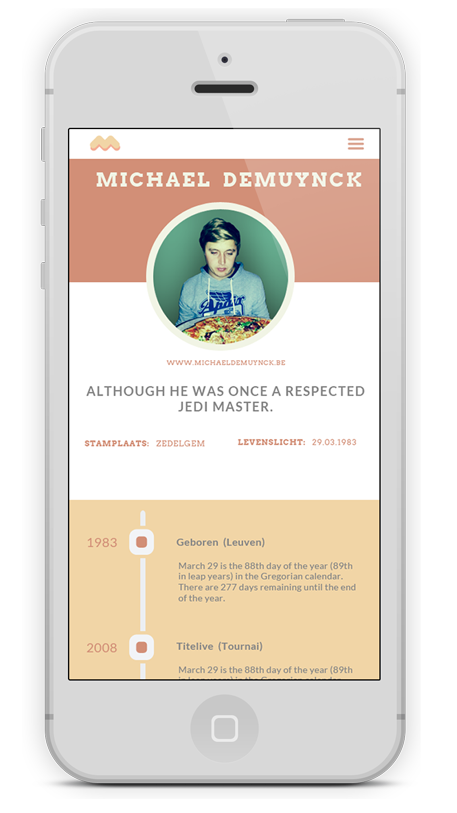 MICHAEL DEMUYNCK
WWW.MICHAELDEMUYNCK.BE
ALTHOUGH HE WAS ONCE A RESPECTED
JEDI MASTER.
STAMPLAATS: ZEDELGEM
LEVENSLICHT: 29.03.1983
1983
Geboren (Leuven)
March 29 is the 88th day of the year (89th
in leap years) in the Gregorian calendar.
There are 277 days remaining until the end
of the year.
2008
Titelive (Tournai)
March 29 is the 88th day of the year (89th